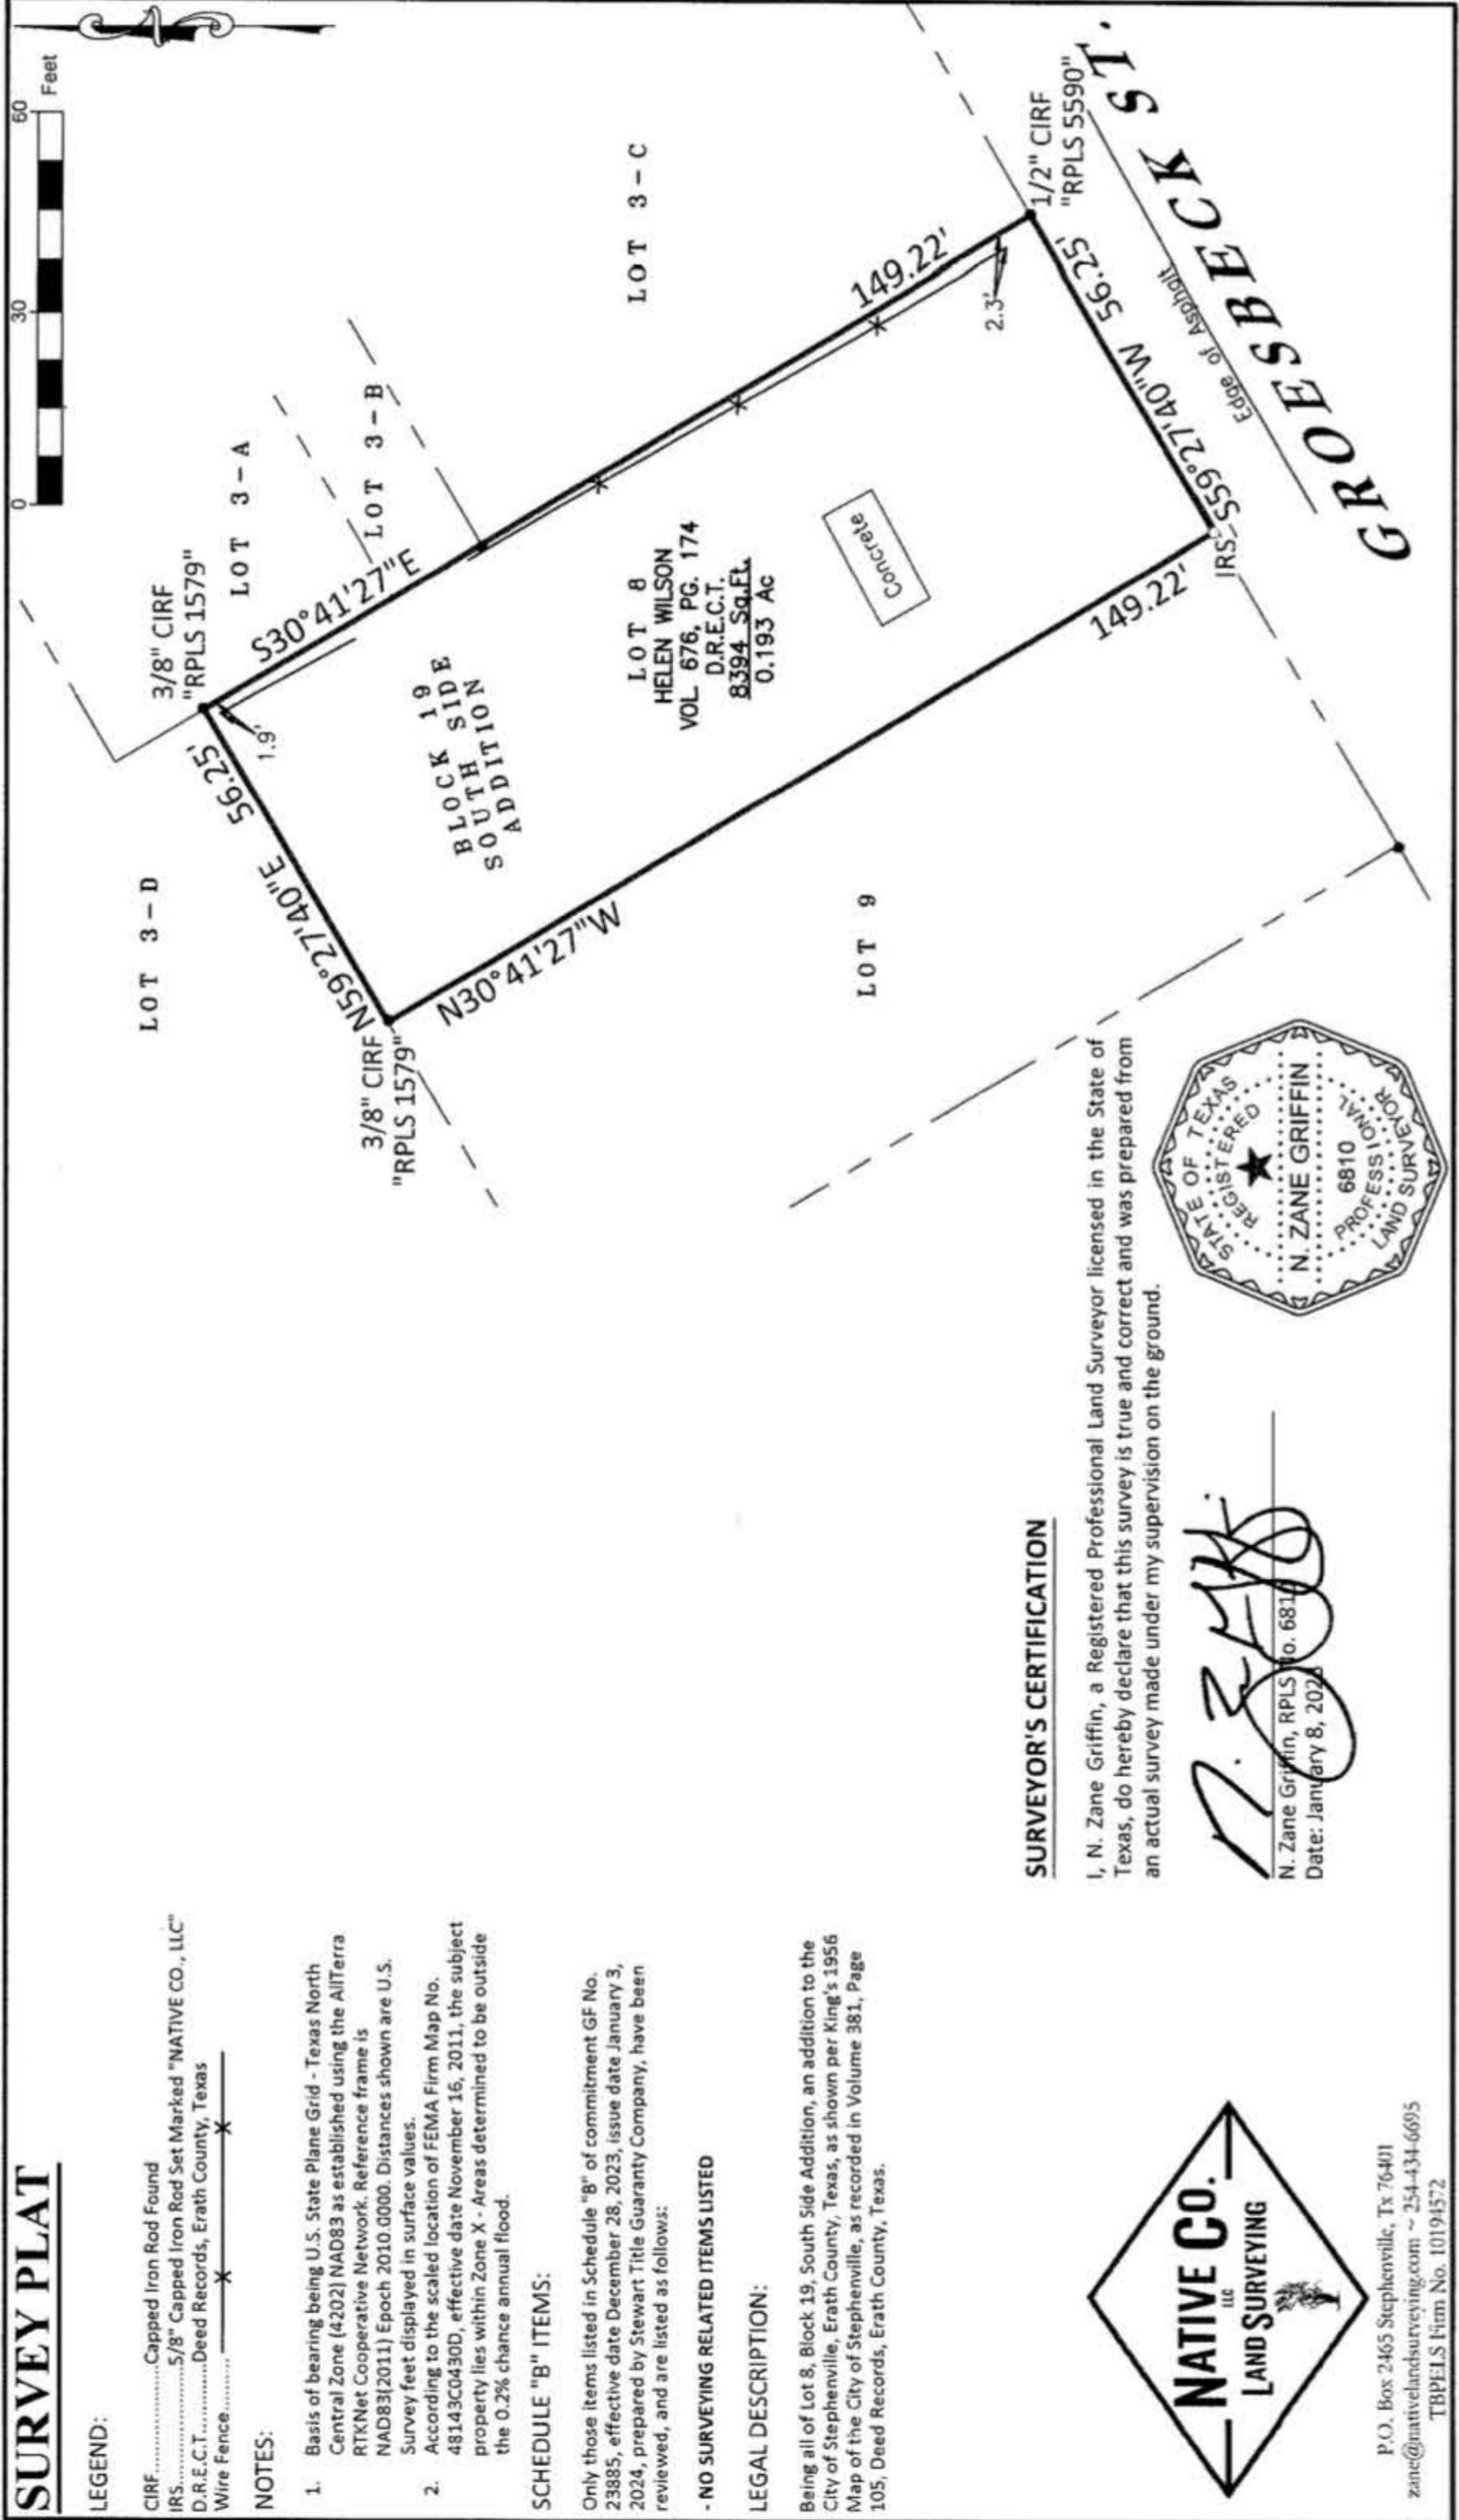 SURVEY PLAT
LEGEND:
CIRF........................Capped Iron Rod Found
IRS..........................5/8" Capped Iron Rod Set Marked "NATIVE CO., LLC"
D.R.E.C.T...............Deed Records, Erath County, Texas
Wire Fence..........
NOTES:
1. Basis of bearing being U.S. State Plane Grid - Texas North
Central Zone (4202) NAD83 as established using the AllTerra
RTKNet Cooperative Network. Reference frame is
NAD83(2011) Epoch 2010.0000. Distances shown are U.S.
Survey feet displayed in surface values.
2. According to the scaled location of FEMA Firm Map No.
48143C0430D, effective date November 16, 2011, the subject
property lies within Zone X - Areas determined to be outside
the 0.2% chance annual flood.
SCHEDULE "B" ITEMS:
Only those items listed in Schedule "B" of commitment GF No.
23885, effective date December 28, 2023, issue date January 3,
2024, prepared by Stewart Title Guaranty Company, have been
reviewed, and are listed as follows:
- NO SURVEYING RELATED ITEMS LISTED
LEGAL DESCRIPTION:
Being all of Lot 8, Block 19, South Side Addition, an addition to the
City of Stephenville, Erath County, Texas, as shown per King's 1956
Map of the City of Stephenville, as recorded in Volume 381, Page
105, Deed Records, Erath County, Texas.
NATIVE CO.
LLC
LAND SURVEYING
P.O. Box 2465 Stephenville, Tx 76401
zane@nativelandsurveying.com ~ 254-434-6695
TBPELS Firm No. 10194572
SURVEYOR'S CERTIFICATION
I, N. Zane Griffin, a Registered Professional Land Surveyor licensed in the State of
Texas, do hereby declare that this survey is true and correct and was prepared from
an actual survey made under my supervision on the ground.
N. Zane Griffin, RPLS No.
Date: January 8,
STATE OF TEXAS
REGISTERED
N. ZANE GRIFFIN
6810
PROFESSIONAL
LAND SURVEYOR
0 30 60
Feet
LOT 3-D
3/8" CIRF
"RPLS 1579"
LOT 3-A
LOT 3-B
LOT 3-C
N59°27'40"E 56.25'
1.9'
S30°41'27"E
149.22'
3/8" CIRF
"RPLS 1579"
BLOCK 19
SOUTH SIDE
ADDITION
N30°41'27"W
149.22'
LOT 8
HELEN WILSON
VOL. 676, PG. 174
D.R.E.C.T.
8394 Sq.Ft.
0.193 Ac
Concrete
2.3'
1/2" CIRF
"RPLS 5590"
LOT 9
IRS
S59°27'40"W 56.25'
Edge of Asphalt
GROESBECK ST.